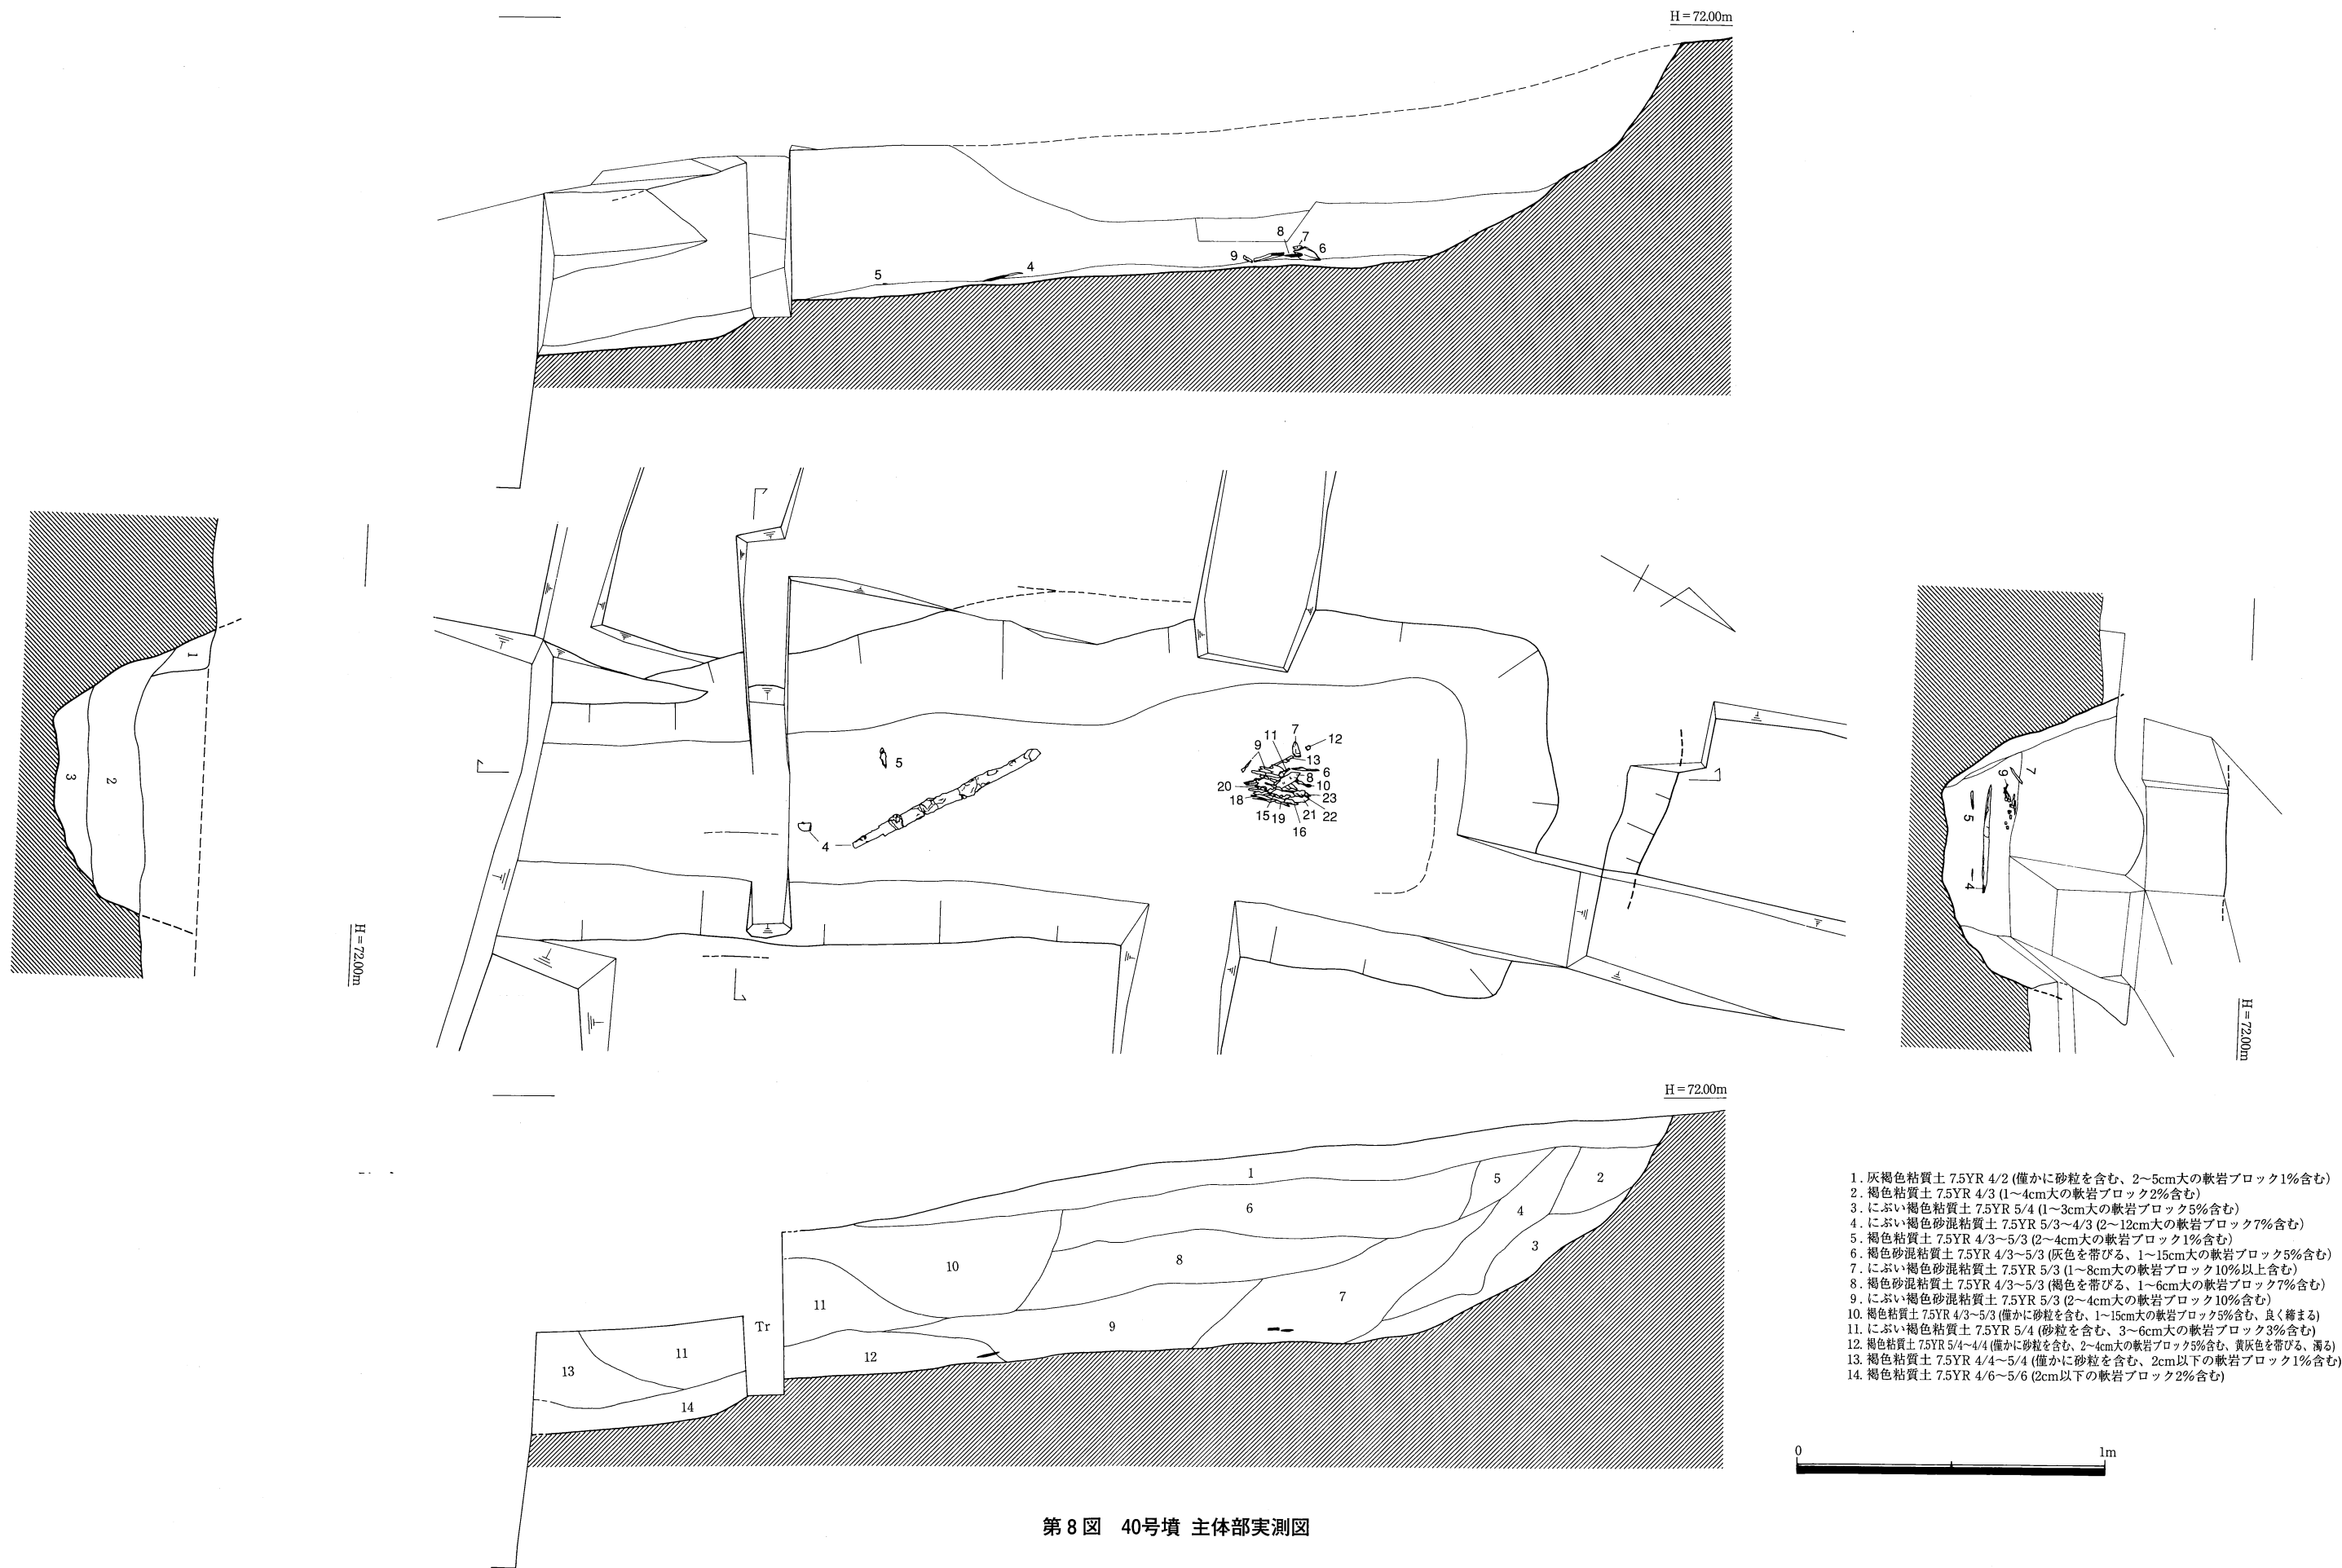 H＝72.00m
8
7
6
9
4
5
1
2
3
H＝72.00m
5
4
7
12
11
9
13
6
8
10
20
23
18
15
19
21
22
16
7
9
5
4
H＝72.00m
H＝72.00m
1
2
5
6
4
3
8
10
7
11
9
12
Tr
11
13
14
1. 灰褐色粘質土 7.5YR 4/2 (僅かに砂粒を含む、2～5cm大の軟岩ブロック1%含む)
2. 褐色粘質土 7.5YR 4/3 (1～4cm大の軟岩ブロック2%含む)
3. にぶい褐色粘質土 7.5YR 5/4 (1～3cm大の軟岩ブロック5%含む)
4. にぶい褐色砂混粘質土 7.5YR 5/3～4/3 (2～12cm大の軟岩ブロック7%含む)
5. 褐色粘質土 7.5YR 4/3～5/3 (2～4cm大の軟岩ブロック1%含む)
6. 褐色砂混粘質土 7.5YR 4/3～5/3 (灰色を帯びる、1～15cm大の軟岩ブロック5%含む)
7. にぶい褐色砂混粘質土 7.5YR 5/3 (1～8cm大の軟岩ブロック10%以上含む)
8. 褐色砂混粘質土 7.5YR 4/3～5/3 (褐色を帯びる、1～6cm大の軟岩ブロック7%含む)
9. にぶい褐色砂混粘質土 7.5YR 5/3 (2～4cm大の軟岩ブロック10%含む)
10. 褐色粘質土 7.5YR 4/3～5/3 (僅かに砂粒を含む、1～15cm大の軟岩ブロック5%含む、良く締まる)
11. にぶい褐色粘質土 7.5YR 5/4 (砂粒を含む、3～6cm大の軟岩ブロック3%含む)
12. 褐色粘質土 7.5YR 5/4～4/4 (僅かに砂粒を含む、2～4cm大の軟岩ブロック5%含む、黄灰色を帯びる、濁る)
13. 褐色粘質土 7.5YR 4/4～5/4 (僅かに砂粒を含む、2cm以下の軟岩ブロック1%含む)
14. 褐色粘質土 7.5YR 4/6～5/6 (2cm以下の軟岩ブロック2%含む)
0 1m
第8図 40号墳 主体部実測図